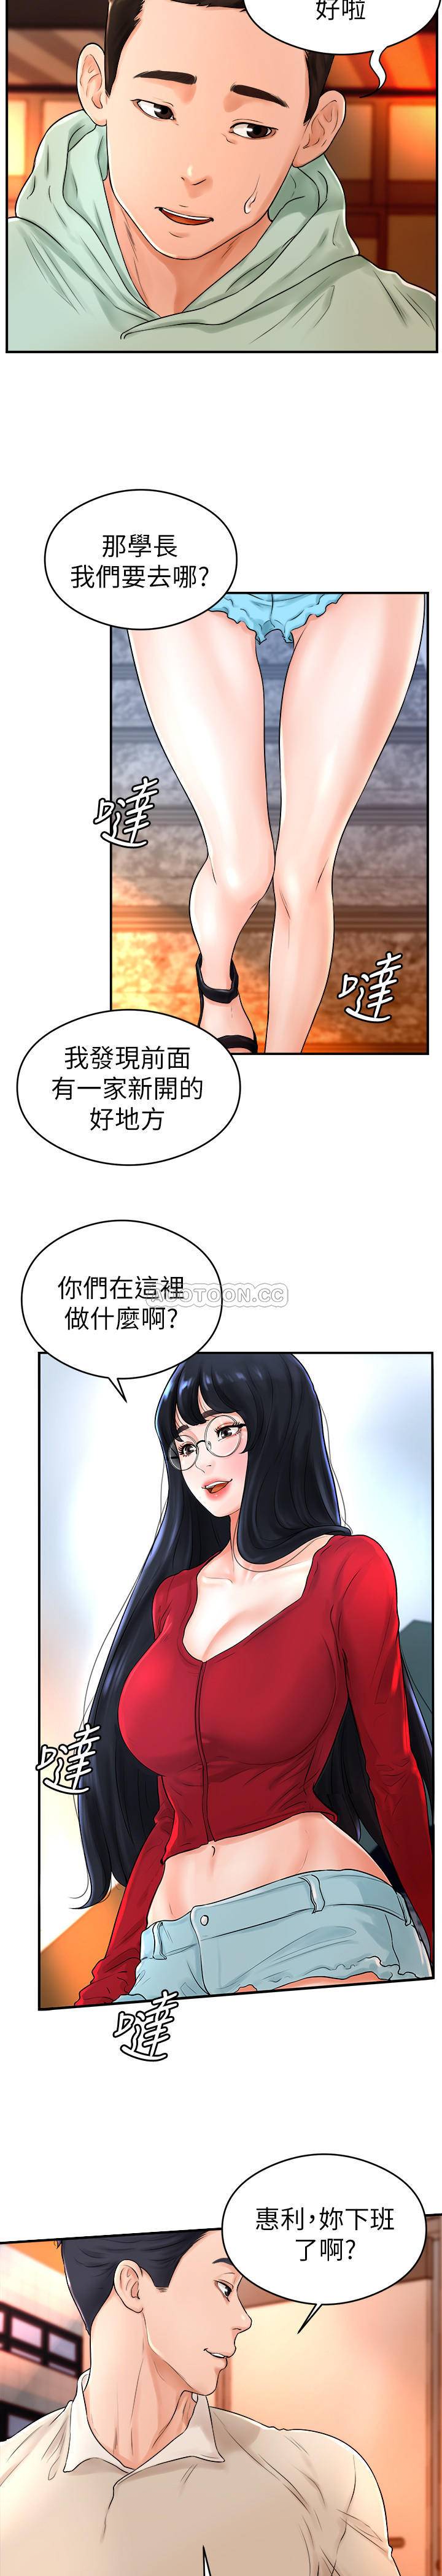 好啦
那學長
我們要去哪?
噠
噠
我發現前面
有一家新開的
好地方
你們在這裡
做什麼啊?
噠
噠
惠利，妳下班
了啊?